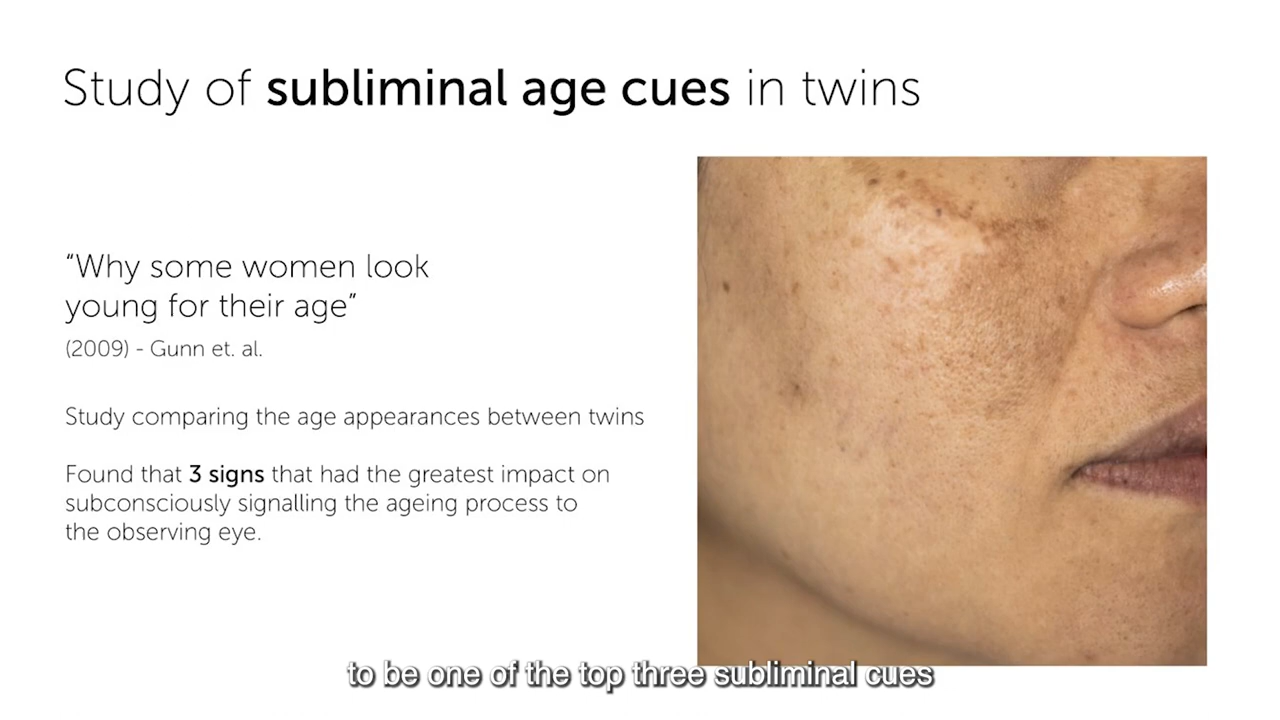 Study of subliminal age cues in twins
“Why some women look
young for their age”
(2009) - Gunn et. al.
Study comparing the age appearances between twins
Found that 3 signs that had the greatest impact on
subconsciously signalling the ageing process to
the observing eye.
to be one of the top three subliminal cues